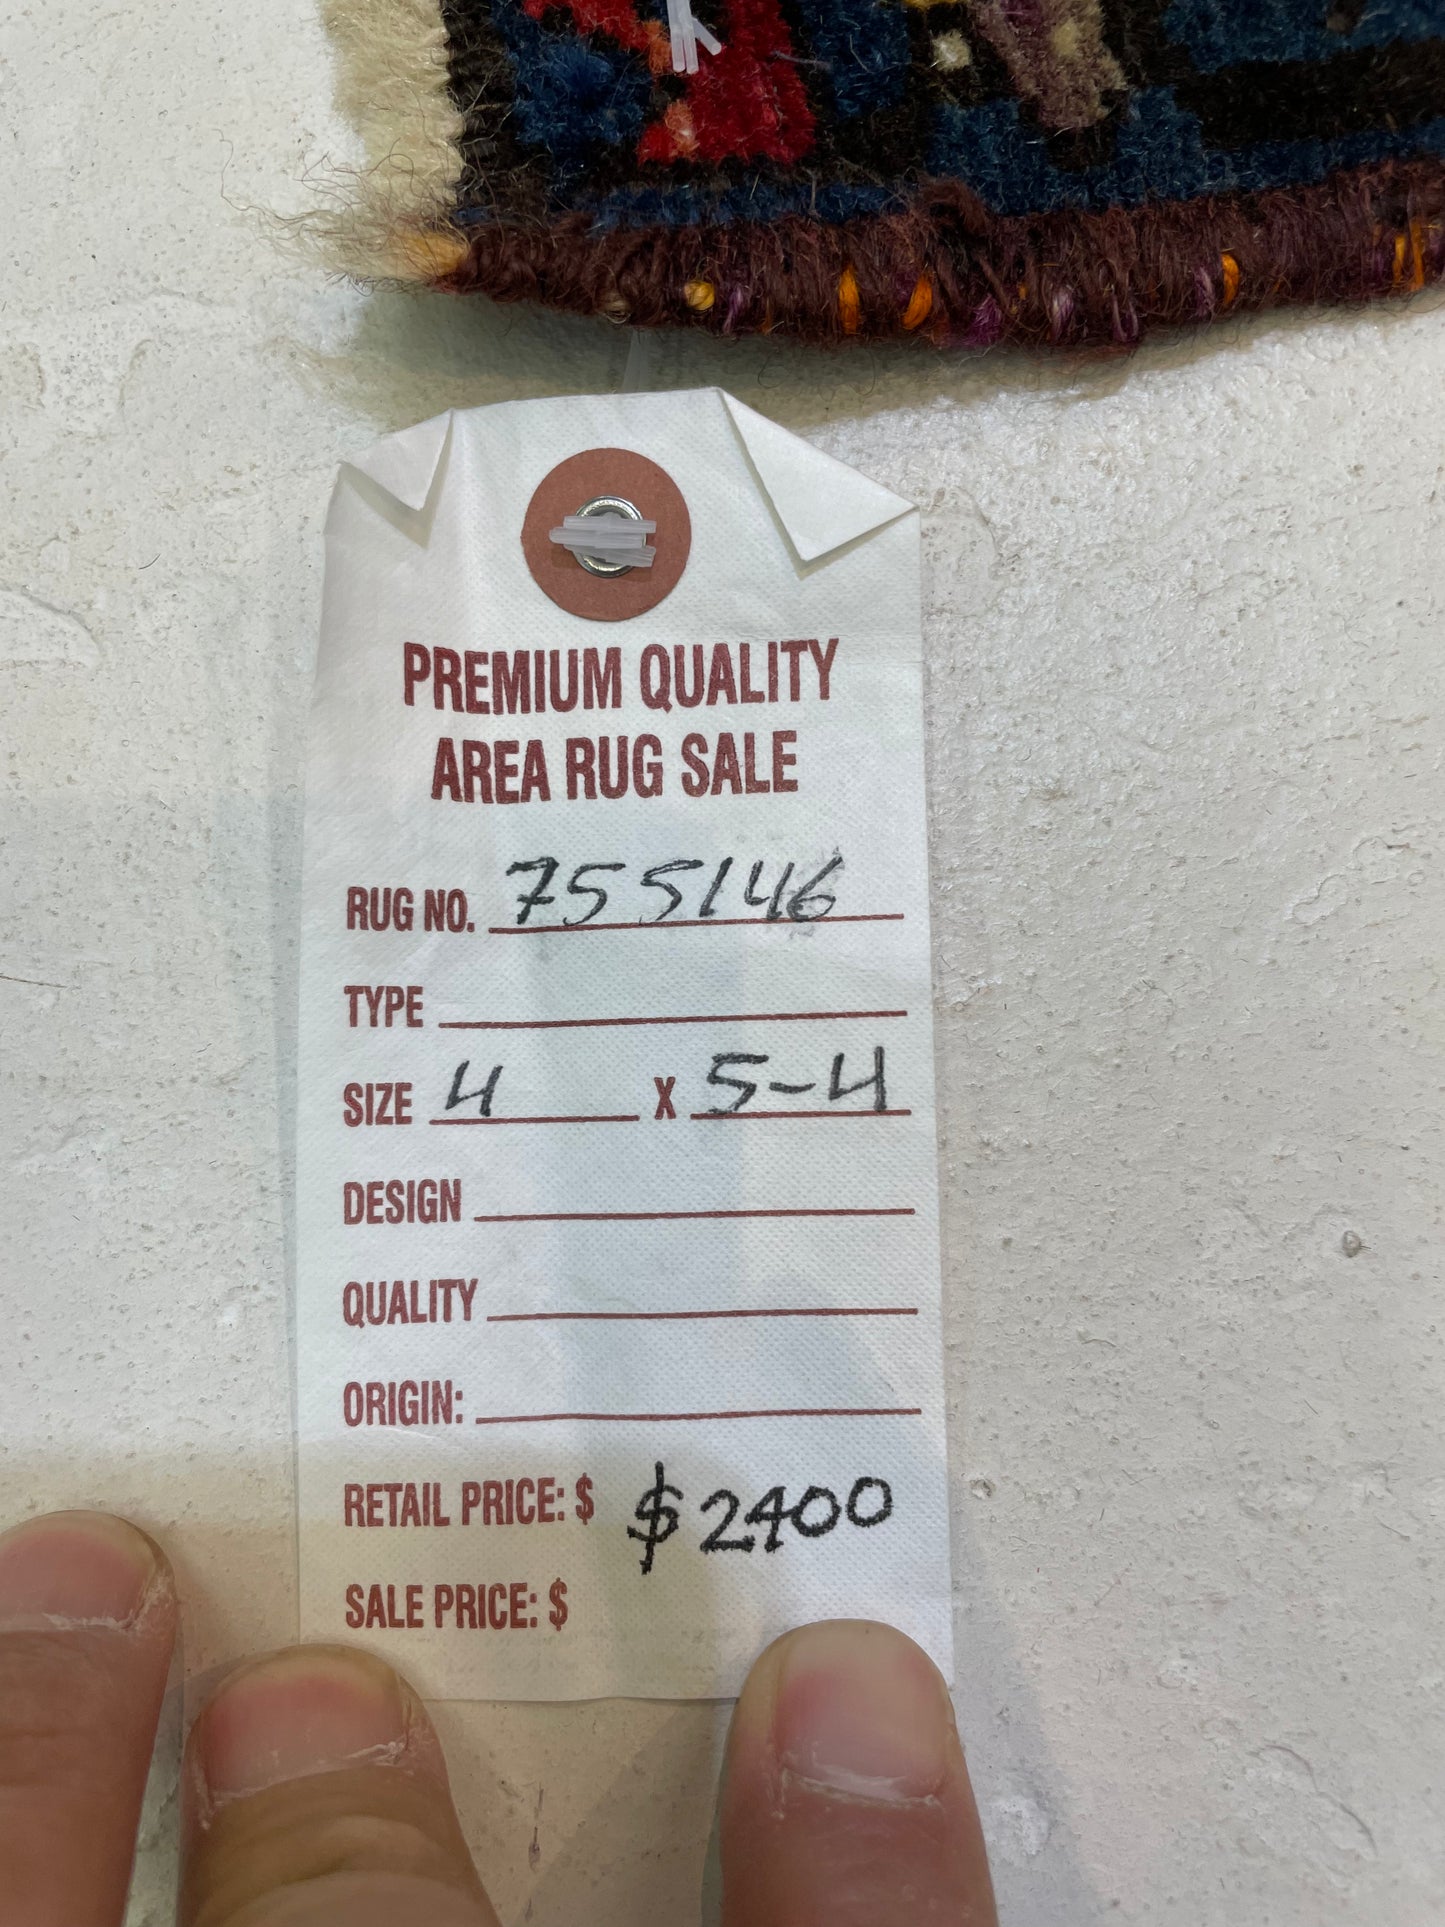 PREMIUM QUALITY
AREA RUG SALE
RUG NO. 755146
TYPE
SIZE 4 X 5-4
DESIGN
QUALITY
ORIGIN:
RETAIL PRICE: $ $2400
SALE PRICE: $